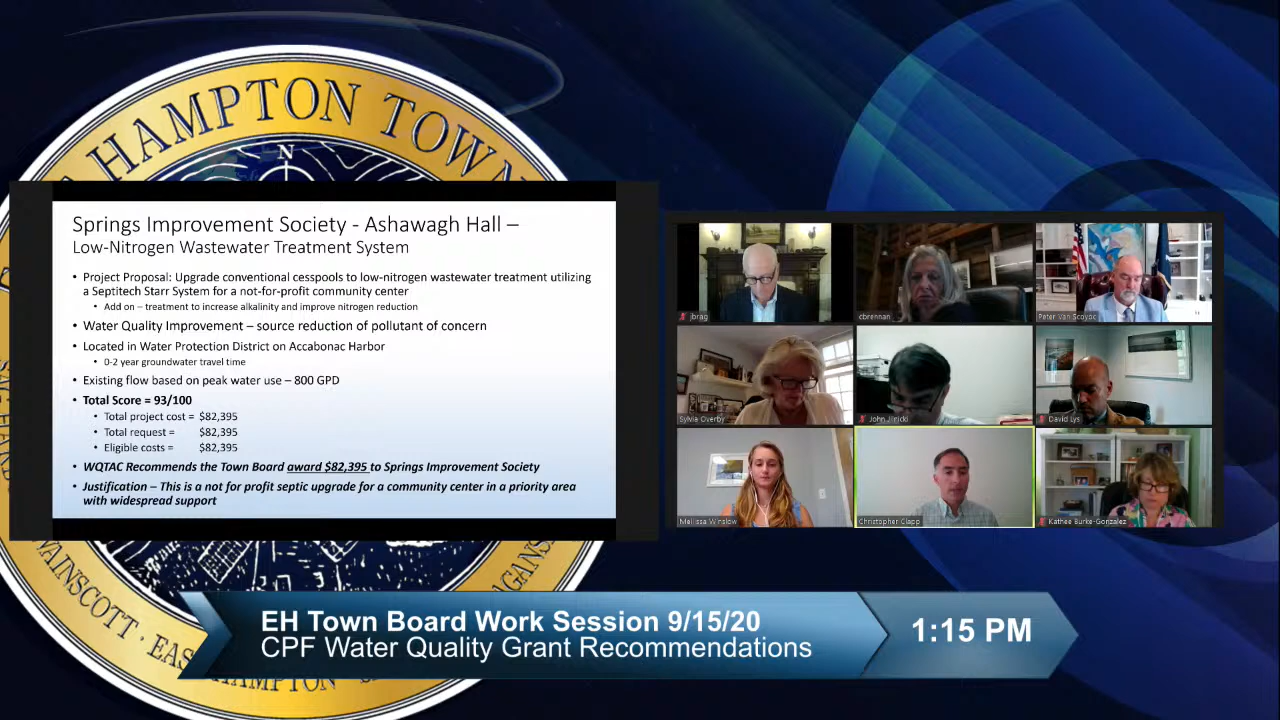 HAMPTON TOWN
N
Springs Improvement Society - Ashawagh Hall –
Low-Nitrogen Wastewater Treatment System
• Project Proposal: Upgrade conventional cesspools to low-nitrogen wastewater treatment utilizing
a Septitech Starr System for a not-for-profit community center
• Add on – treatment to increase alkalinity and improve nitrogen reduction
• Water Quality Improvement – source reduction of pollutant of concern
• Located in Water Protection District on Accabonac Harbor
• 0-2 year groundwater travel time
• Existing flow based on peak water use – 800 GPD
• Total Score = 93/100
• Total project cost = $82,395
• Total request = $82,395
• Eligible costs = $82,395
• WQTAC Recommends the Town Board award $82,395 to Springs Improvement Society
• Justification – This is a not for profit septic upgrade for a community center in a priority area
with widespread support
jbrag
cbrennan
Peter Van Scoyoc
Sylvia Overby
John Jilnicki
David Lys
Melissa Winslow
Christopher Clapp
Kathee Burke-Gonzalez
WAINSCOTT · EAS
HAMPTON
EH Town Board Work Session 9/15/20
CPF Water Quality Grant Recommendations
1:15 PM